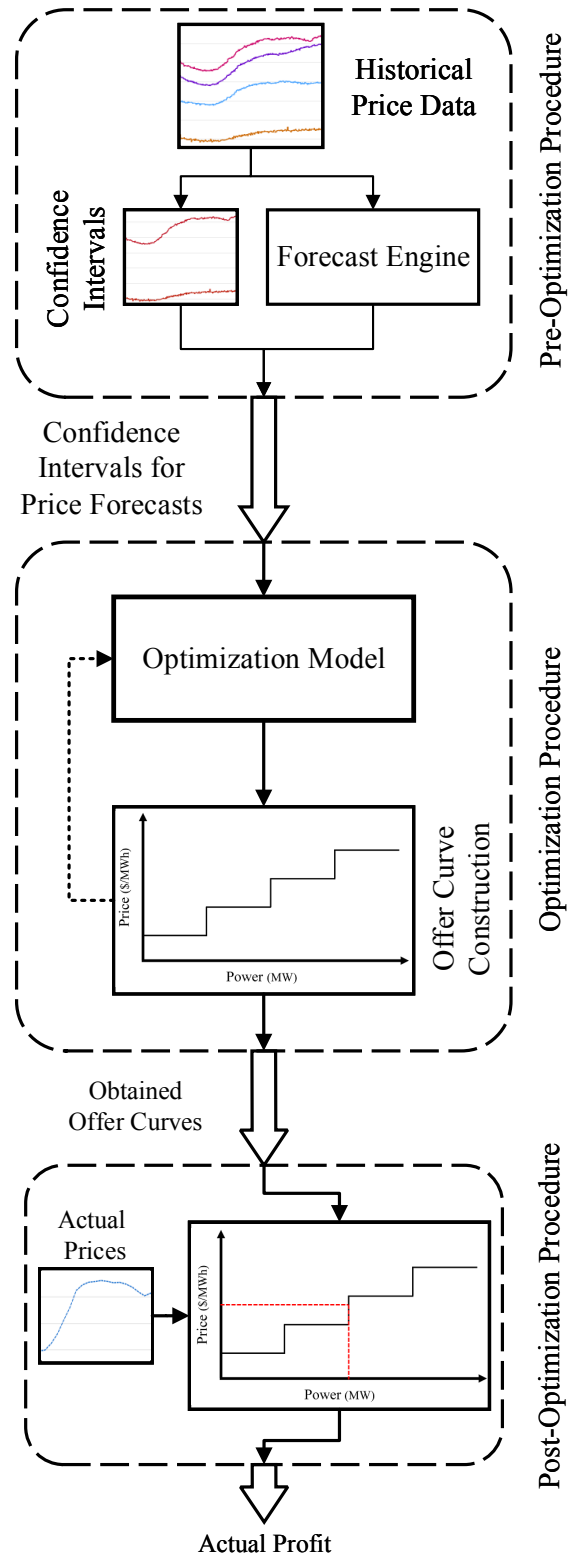 Historical
Price Data
Confidence
Intervals
Forecast Engine
Pre-Optimization Procedure
Confidence
Intervals for
Price Forecasts
Optimization Model
Price ($/MWh)
Power (MW)
Offer Curve
Construction
Optimization Procedure
Obtained
Offer Curves
Actual
Prices
Price ($/MWh)
Power (MW)
Post-Optimization Procedure
Actual Profit